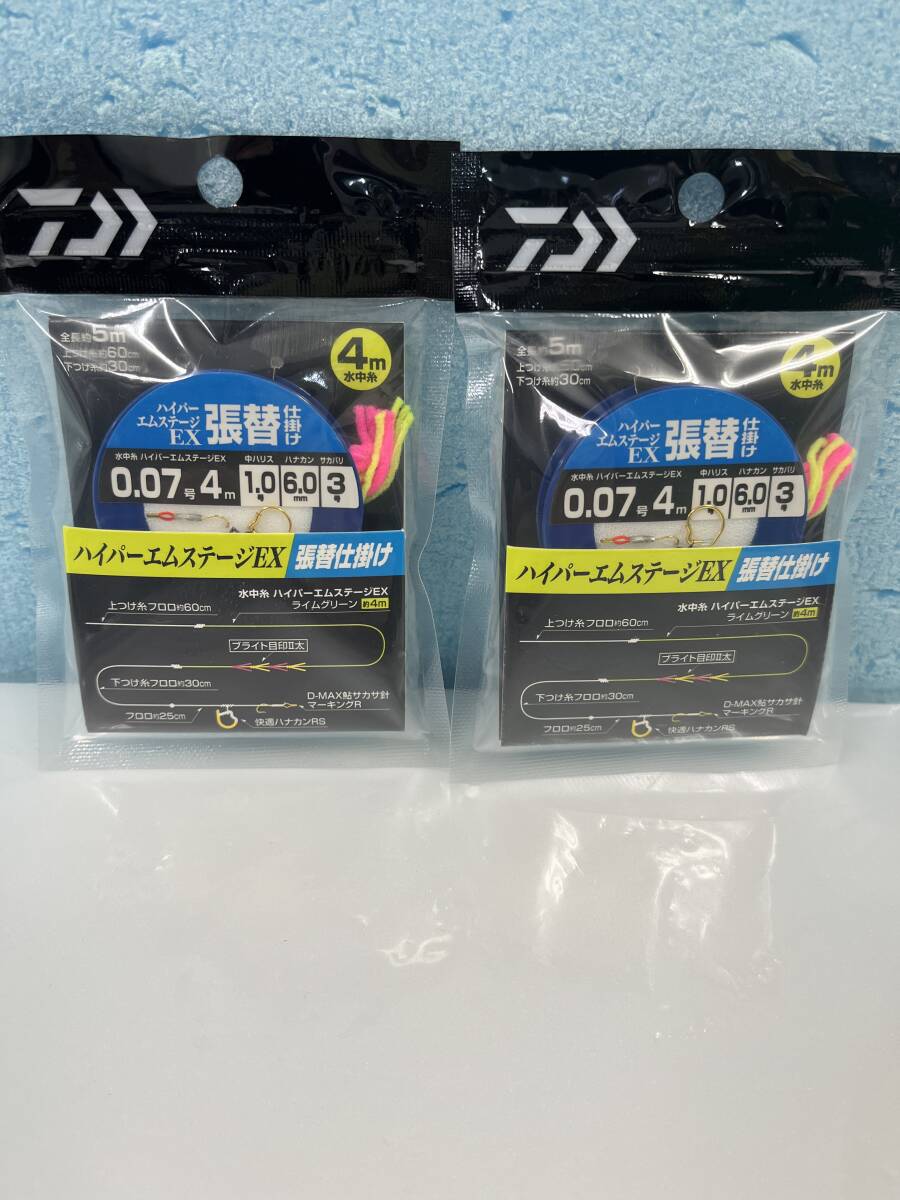 全長約5m
上つけ糸約60cm
下つけ糸約30cm
4m
水中糸
ハイパー
エムステージ
EX
張替
仕掛け
水中糸 ハイパーエムステージEX
0.07号 4m
中ハリス
1.0号
ハナカン
6.0mm
サカバリ
3号
ハイパーエムステージEX
張替仕掛け
水中糸 ハイパーエムステージEX
ライムグリーン 約4m
上つけ糸フロロ約60cm
ブライト目印II太
下つけ糸フロロ約30cm
D-MAX鮎サカサ針
マーキングR
フロロ約25cm
快適ハナカンRS
全長約5m
上つけ糸
下つけ糸約30cm
4m
水中糸
ハイパー
エムステージ
EX
張替
仕掛け
水中糸 ハイパーエムステージEX
0.07号 4m
中ハリス
1.0号
ハナカン
6.0mm
サカバリ
3号
ハイパーエムステージEX
張替仕掛け
水中糸 ハイパーエムステージEX
ライムグリーン 約4m
上つけ糸フロロ約60cm
ブライト目印II太
下つけ糸フロロ約30cm
D-MAX鮎サカサ針
マーキングR
フロロ約25cm
快適ハナカンRS